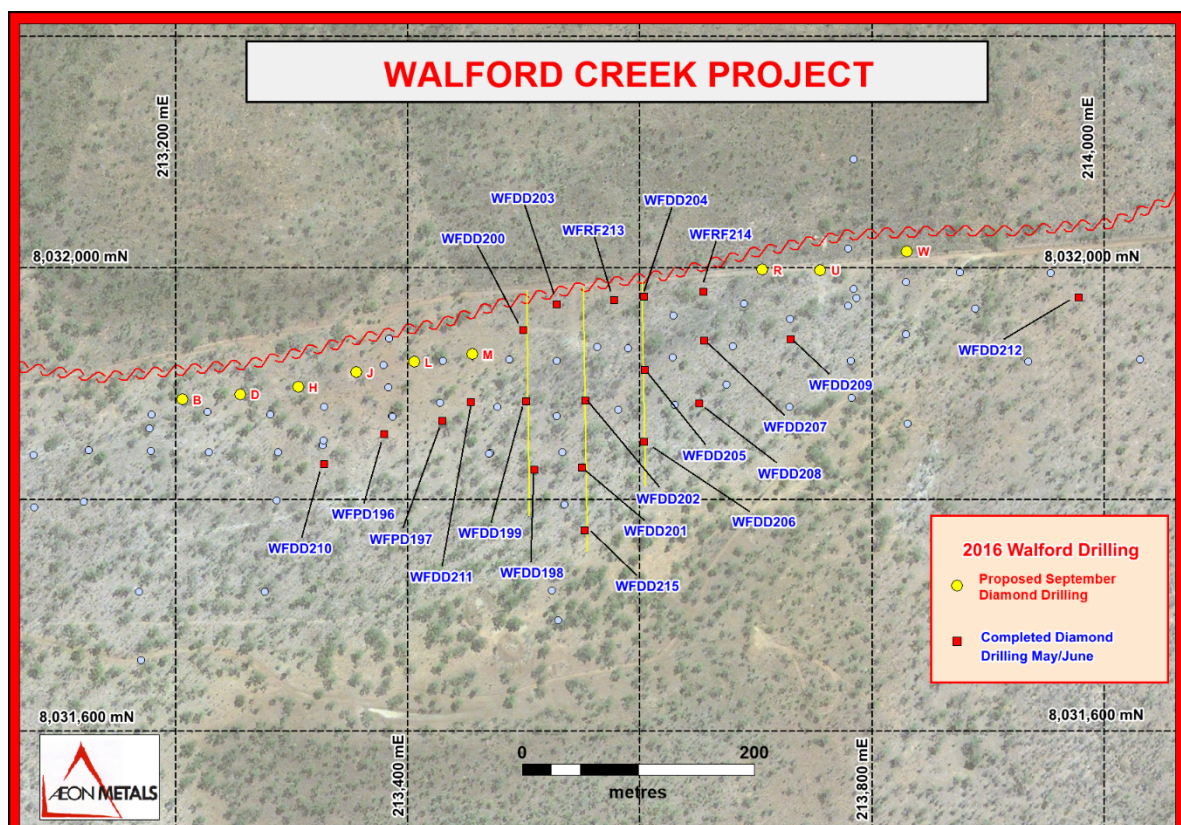 WALFORD CREEK PROJECT
213,200 mE
214,000 mE
WFDD203
WFDD204
WFDD200
WFRF213
WFRF214
8,032,000 mN
8,032,000 mN
R
U
W
WFDD212
M
L
J
H
D
B
WFDD209
WFDD207
WFDD205
WFDD208
WFDD202
WFDD206
WFPD196
WFPD197
WFDD199
WFDD201
WFDD210
WFDD211
WFDD198
WFDD215
2016 Walford Drilling
Proposed September
Diamond Drilling
Completed Diamond
Drilling May/June
8,031,600 mN
8,031,600 mN
213,400 mE
213,800 mE
0
200
metres
AEON METALS